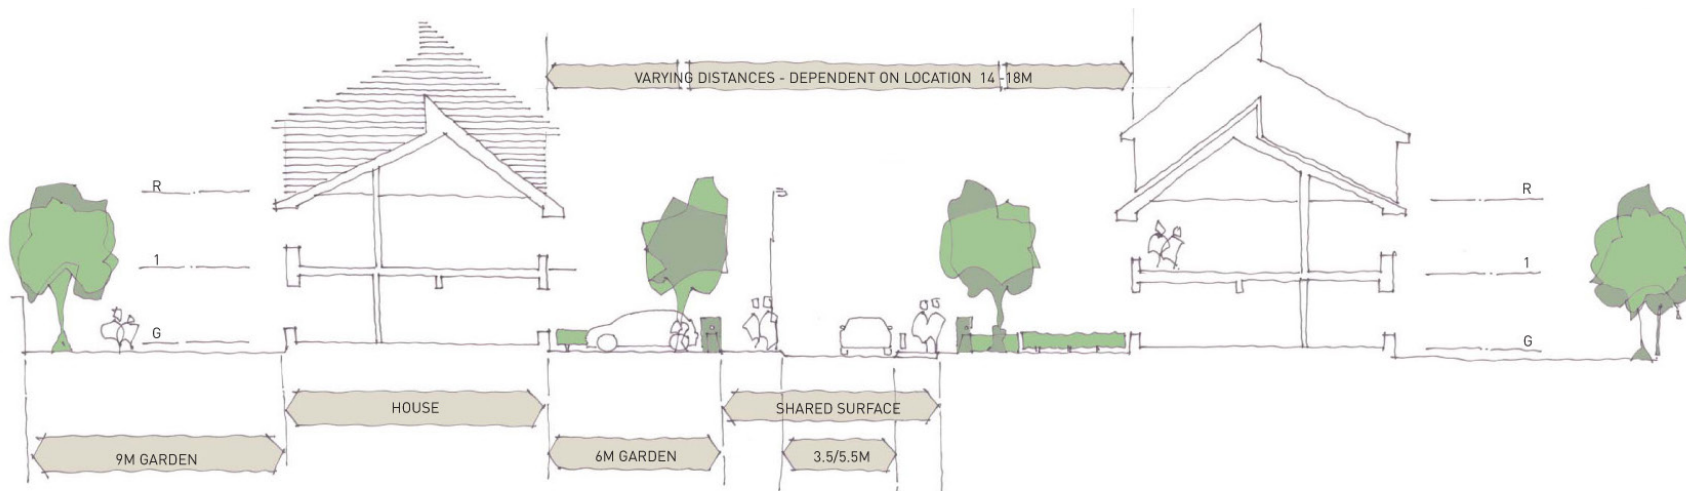 VARYING DISTANCES - DEPENDENT ON LOCATION 14 -18M
R
R
1
1
G
G
HOUSE
SHARED SURFACE
9M GARDEN
6M GARDEN
3.5/5.5M